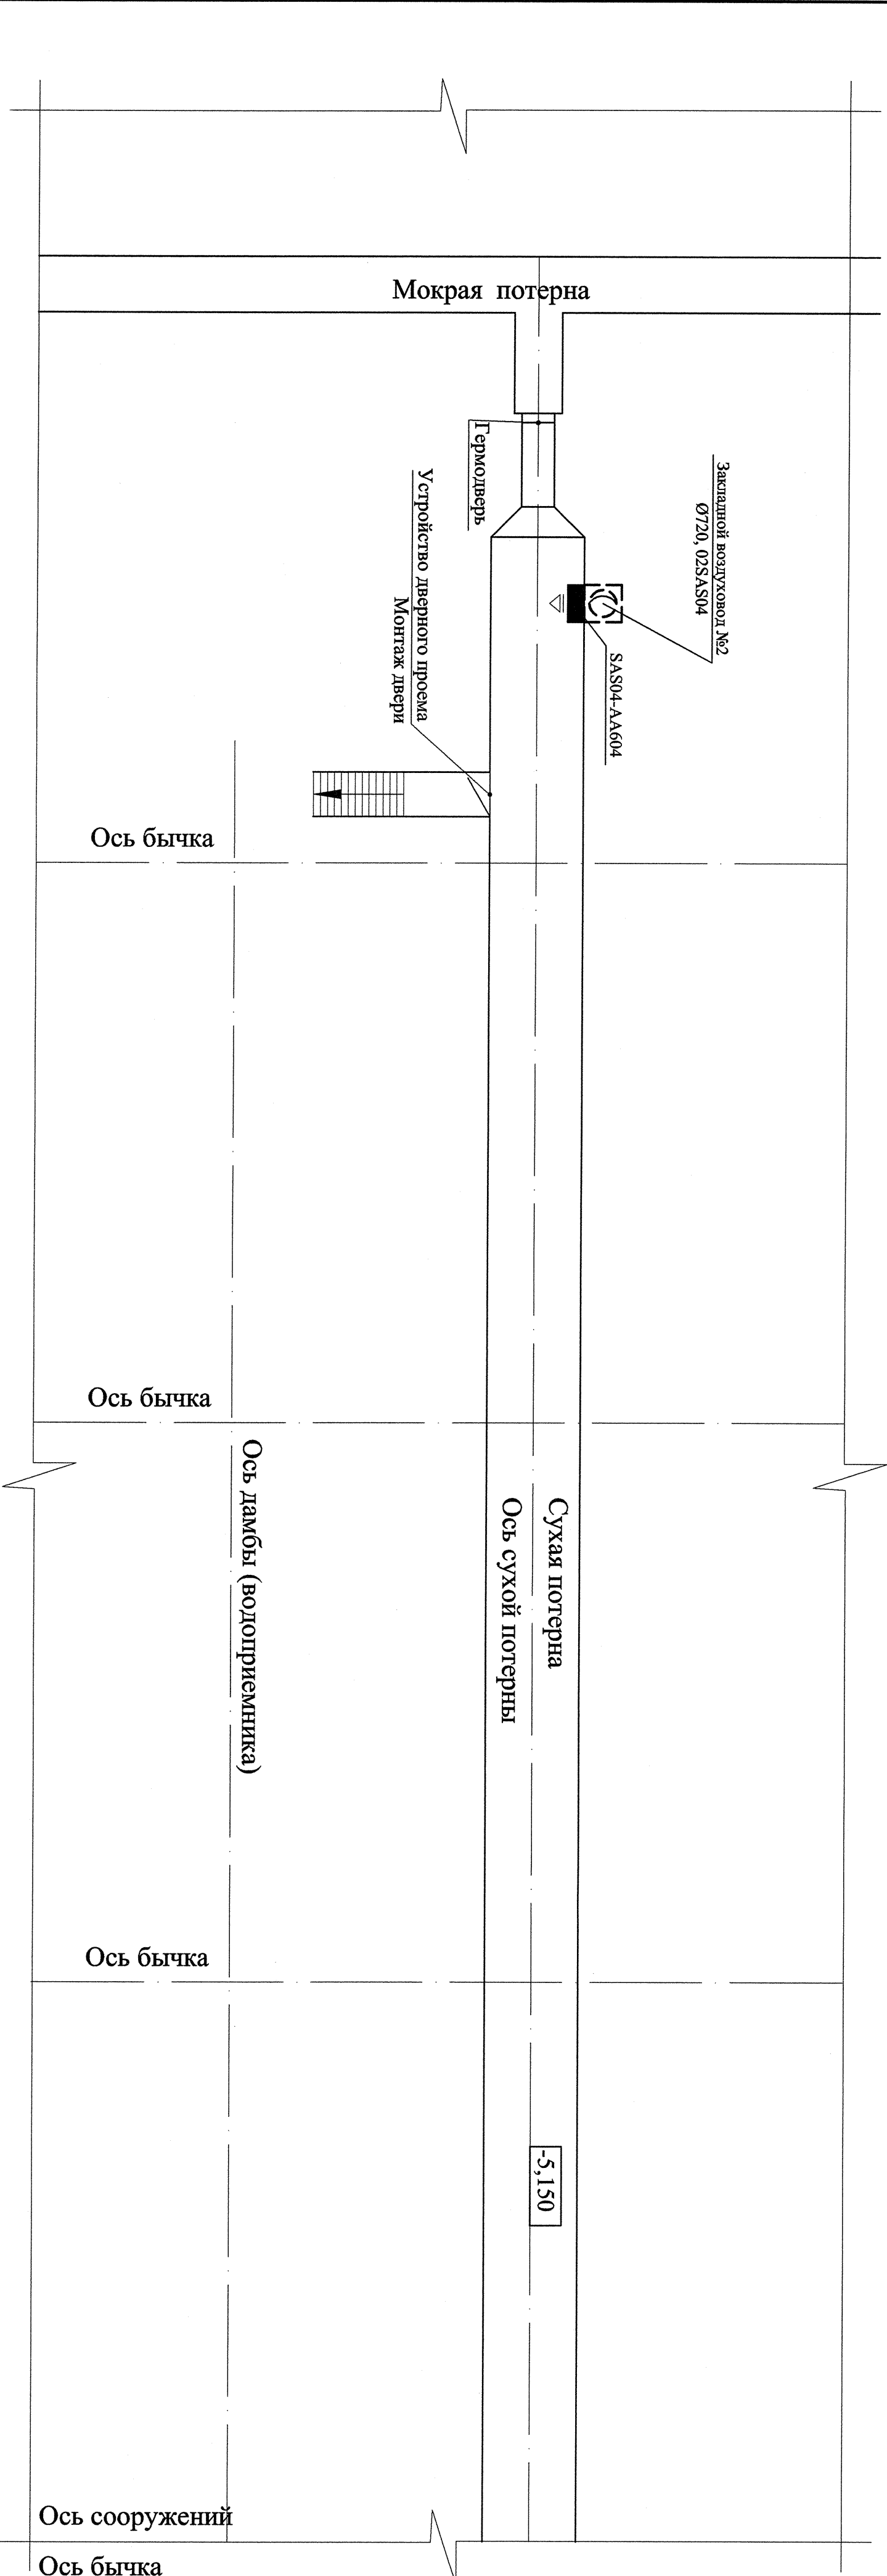 Мокрая потерна
Гермодверь
Закладной воздуховод №2
Ø720, 02SAS04
SAS04-AA604
Устройство дверного проема
Монтаж двери
Ось бычка
Ось бычка
Ось дамбы (водоприемника)
Сухая потерна
Ось сухой потерны
Ось бычка
-5,150
Ось сооружений
Ось бычка